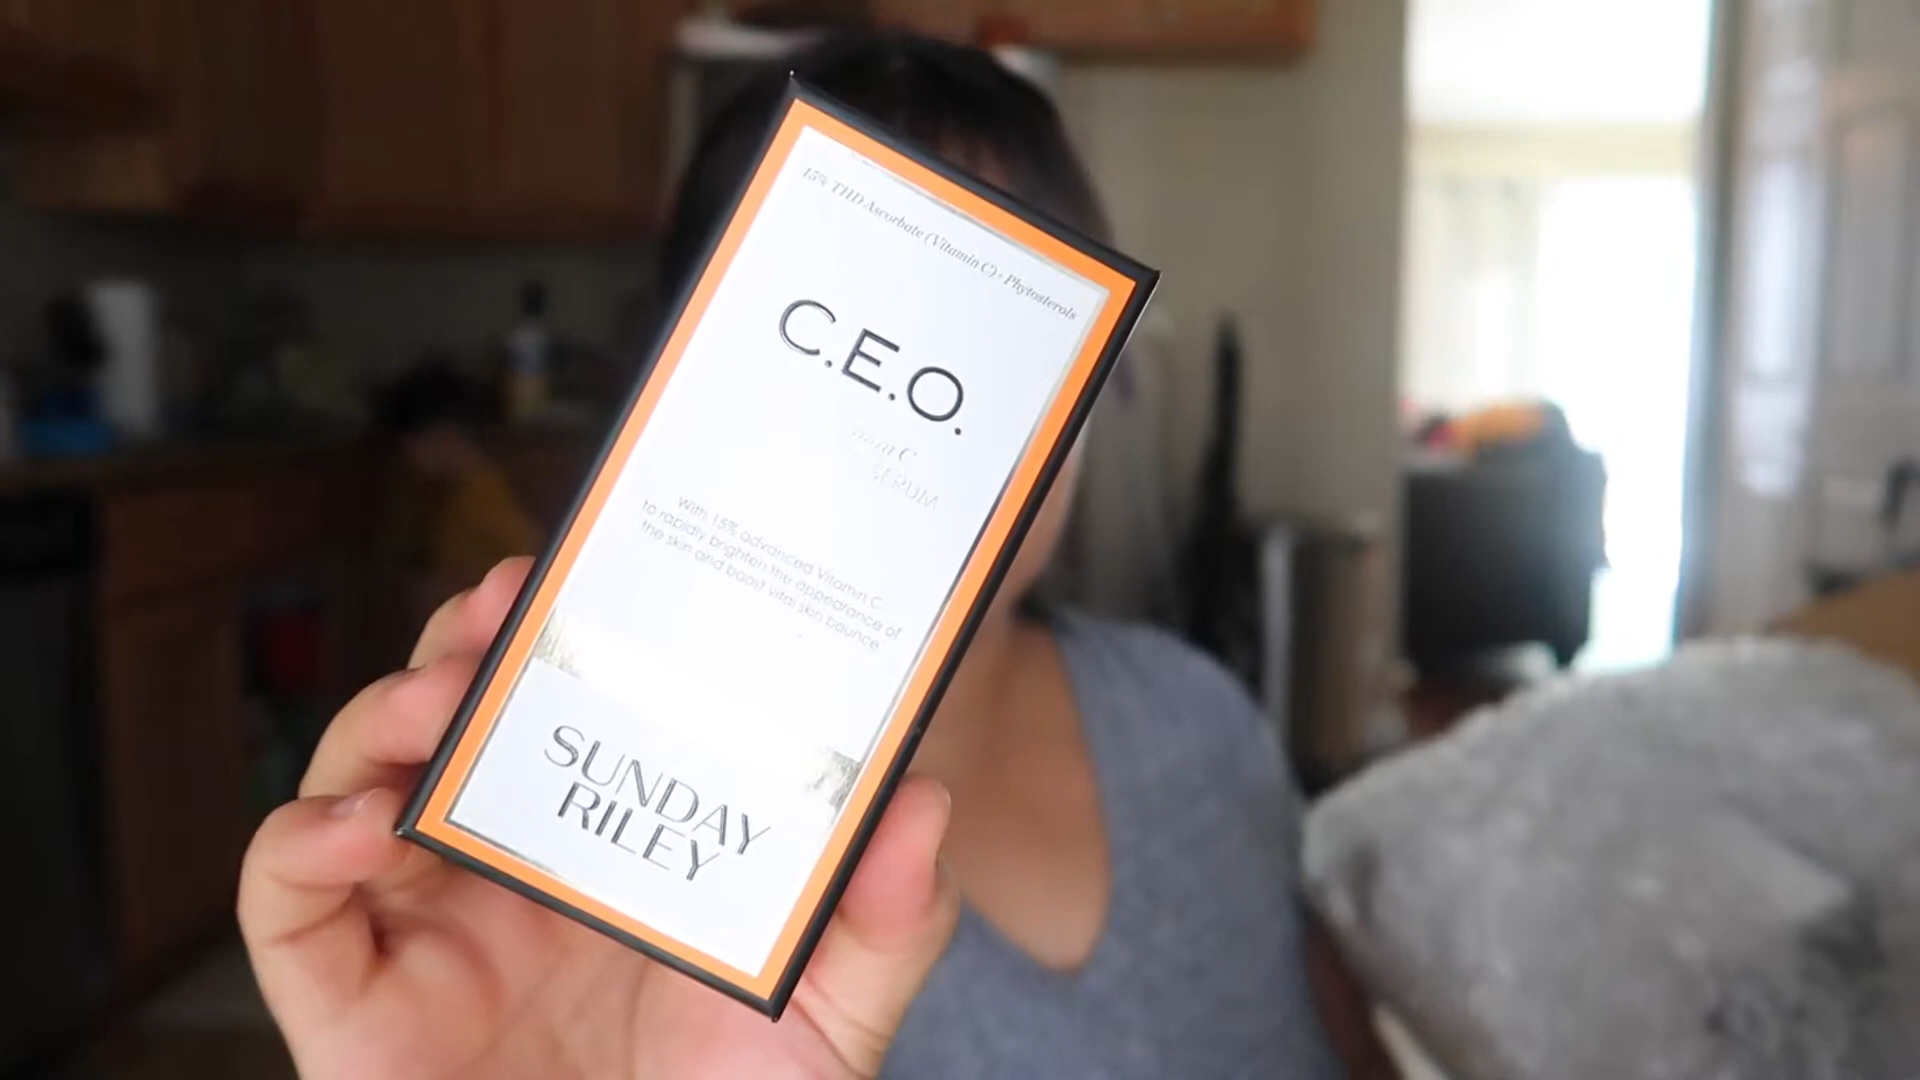 15% THD Ascorbate (Vitamin C) + Phytosterols
C.E.O.
C
SERUM
With 15% advanced Vitamin C
to rapidly brighten the appearance of
the skin and boost vital skin bounce.
SUNDAY
RILEY